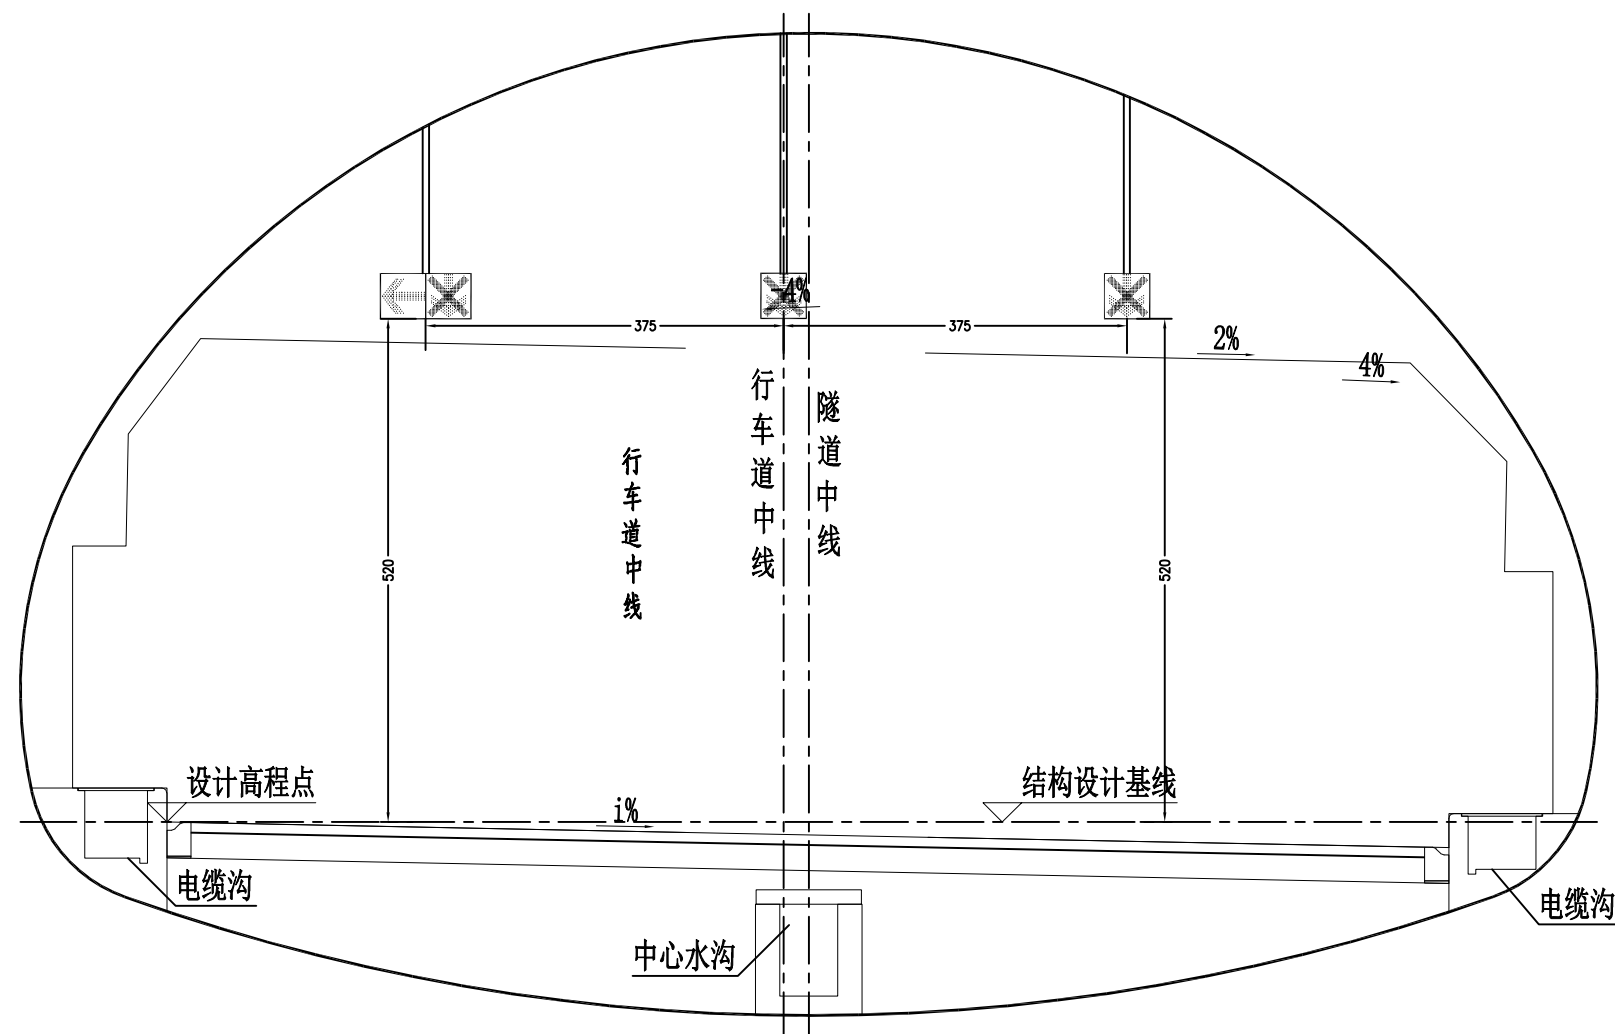 -4%
375
375
2%
4%
行车道中线
隧道中线
行车道中线
520
520
设计高程点
结构设计基线
i%
电缆沟
电缆沟
中心水沟